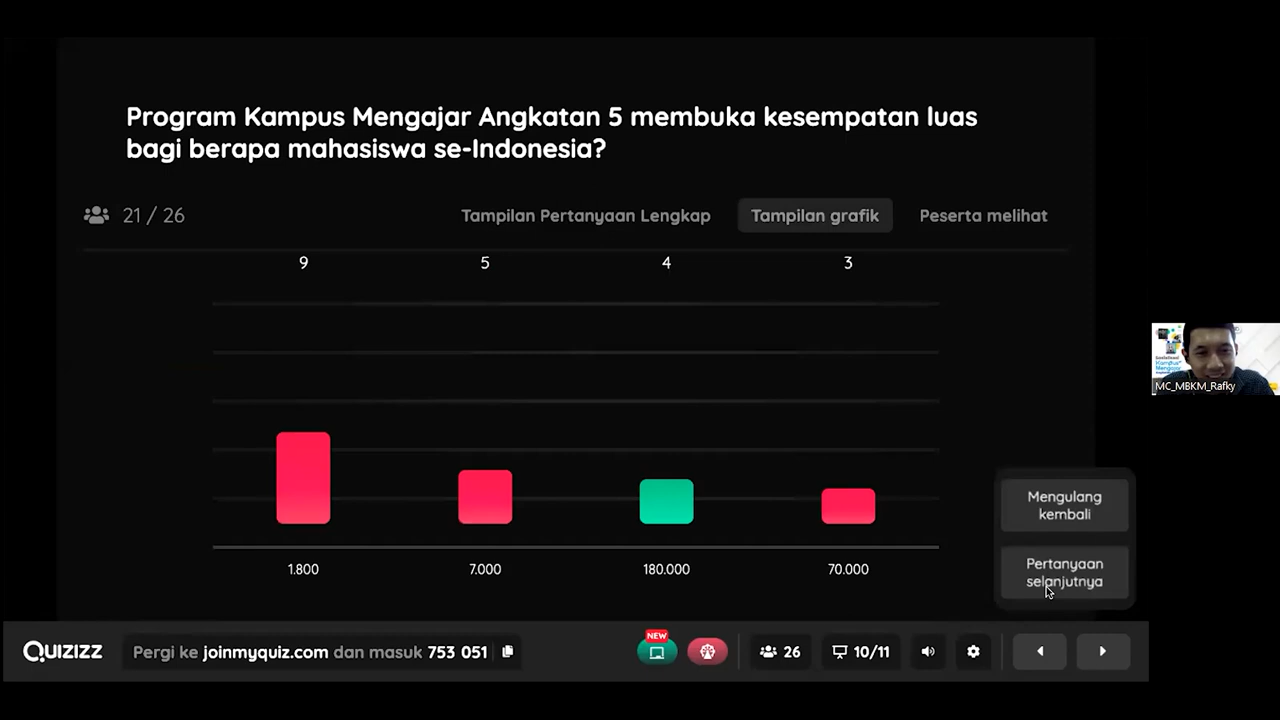 Program Kampus Mengajar Angkatan 5 membuka kesempatan luas
bagi berapa mahasiswa se-Indonesia?
21 / 26
Tampilan Pertanyaan Lengkap
Tampilan grafik
Peserta melihat
9 5 4 3
1.800 7.000 180.000 70.000
Mengulang
kembali
Pertanyaan
selanjutnya
Kampus
Mengajar
MC_MBKM_Rafky
QUIZIZZ
Pergi ke joinmyquiz.com dan masuk 753 051
NEW
26
10/11